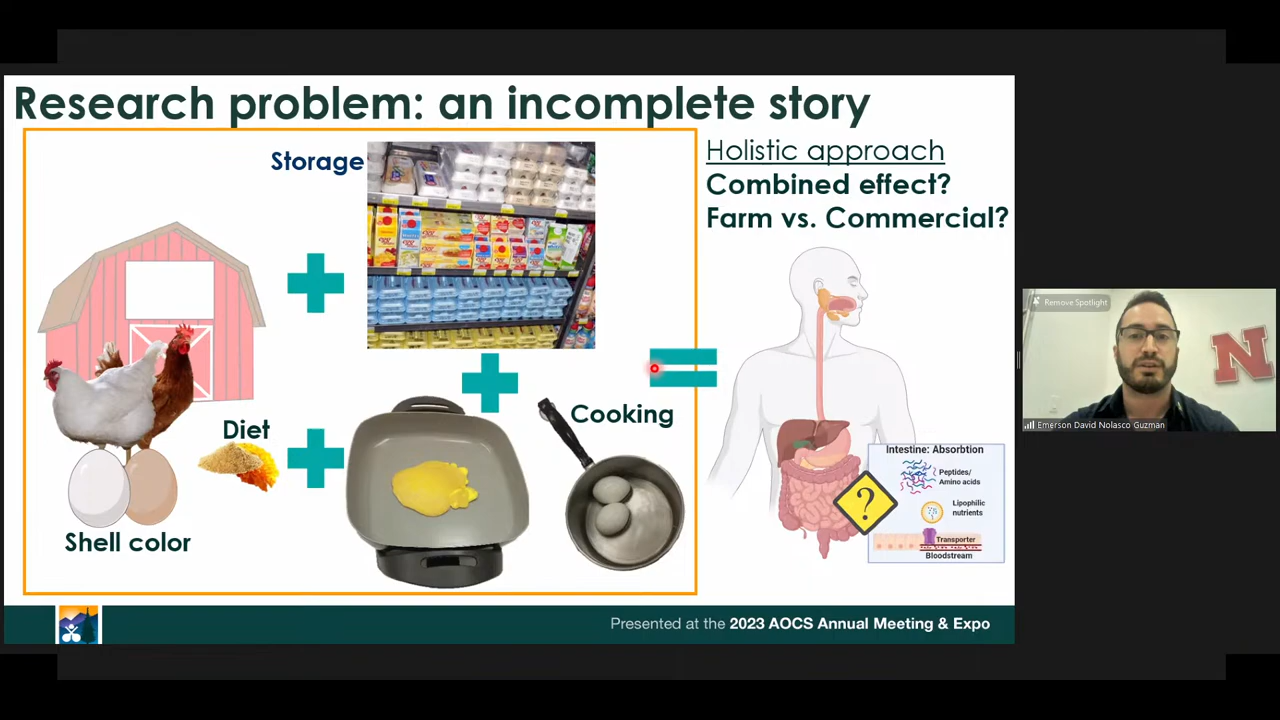 Research problem: an incomplete story
Storage
Holistic approach
Combined effect?
Farm vs. Commercial?
Diet
Cooking
Shell color
Intestine: Absorbtion
Peptides/
Amino acids
Lipophilic
nutrients
Transporter
Bloodstream
?
Presented at the 2023 AOCS Annual Meeting & Expo
Remove Spotlight
N
Emerson David Nolasco Guzman